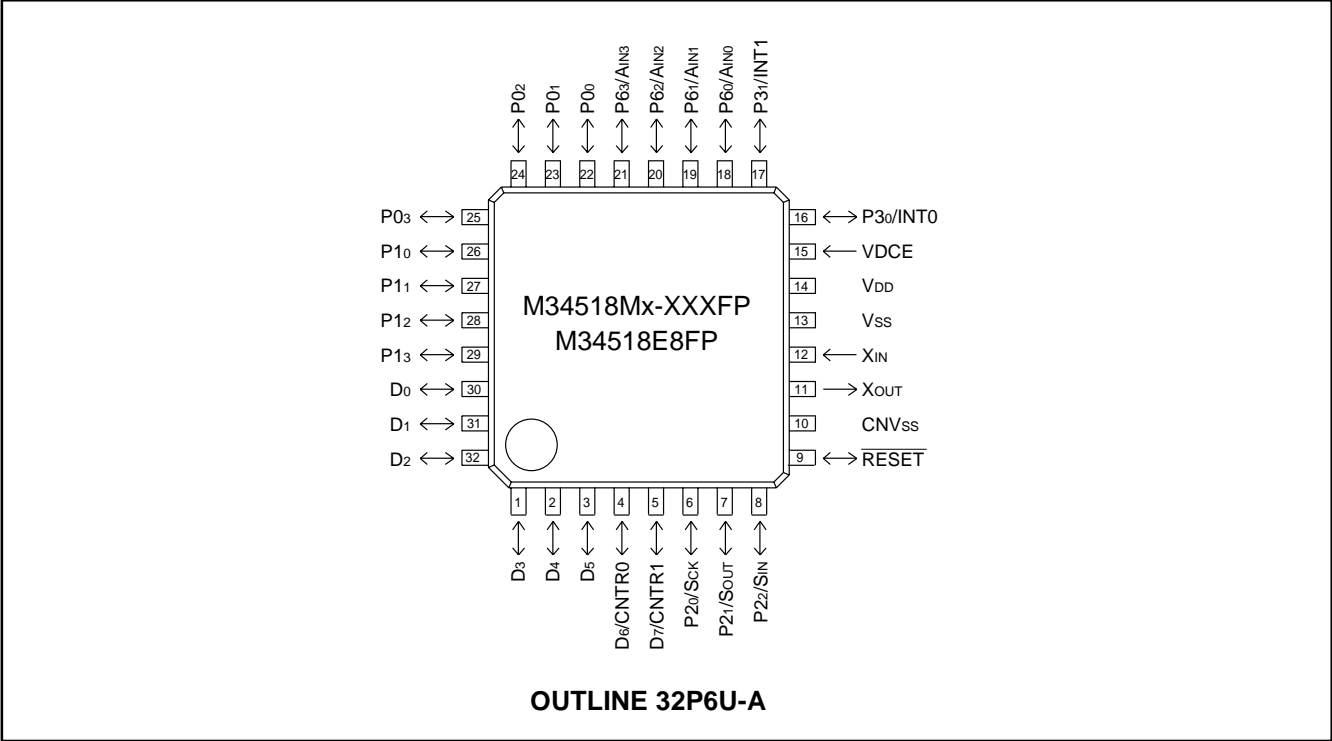 P02
P01
P00
P63/AIN3
P62/AIN2
P61/AIN1
P60/AIN0
P31/INT1
24
23
22
21
20
19
18
17
P03
25
P10
26
P11
27
P12
28
P13
29
D0
30
D1
31
D2
32
M34518Mx-XXXFP
M34518E8FP
16
P30/INT0
15
VDCE
14
VDD
13
VSS
12
XIN
11
XOUT
10
CNVSS
9
RESET
1
2
3
4
5
6
7
8
D3
D4
D5
D6/CNTR0
D7/CNTR1
P20/SCK
P21/SOUT
P22/SIN
OUTLINE 32P6U-A